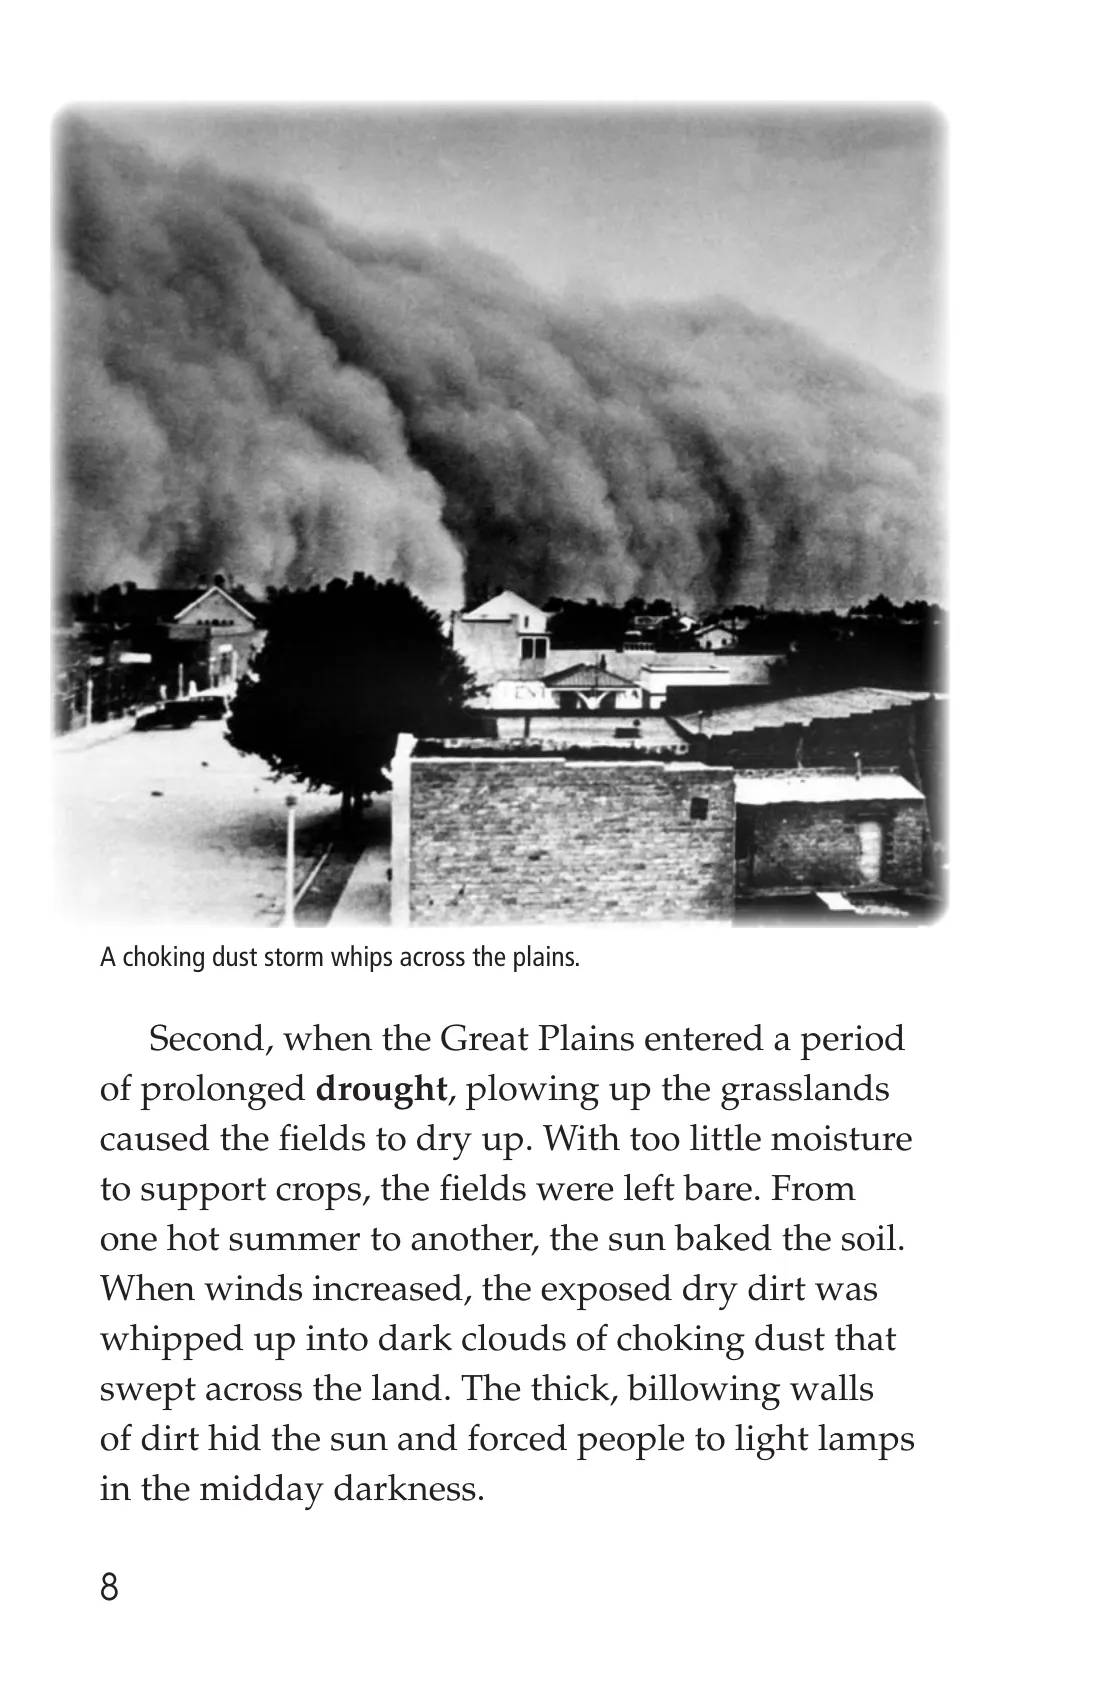 A choking dust storm whips across the plains.
Second, when the Great Plains entered a period
of prolonged drought, plowing up the grasslands
caused the fields to dry up. With too little moisture
to support crops, the fields were left bare. From
one hot summer to another, the sun baked the soil.
When winds increased, the exposed dry dirt was
whipped up into dark clouds of choking dust that
swept across the land. The thick, billowing walls
of dirt hid the sun and forced people to light lamps
in the midday darkness.
8